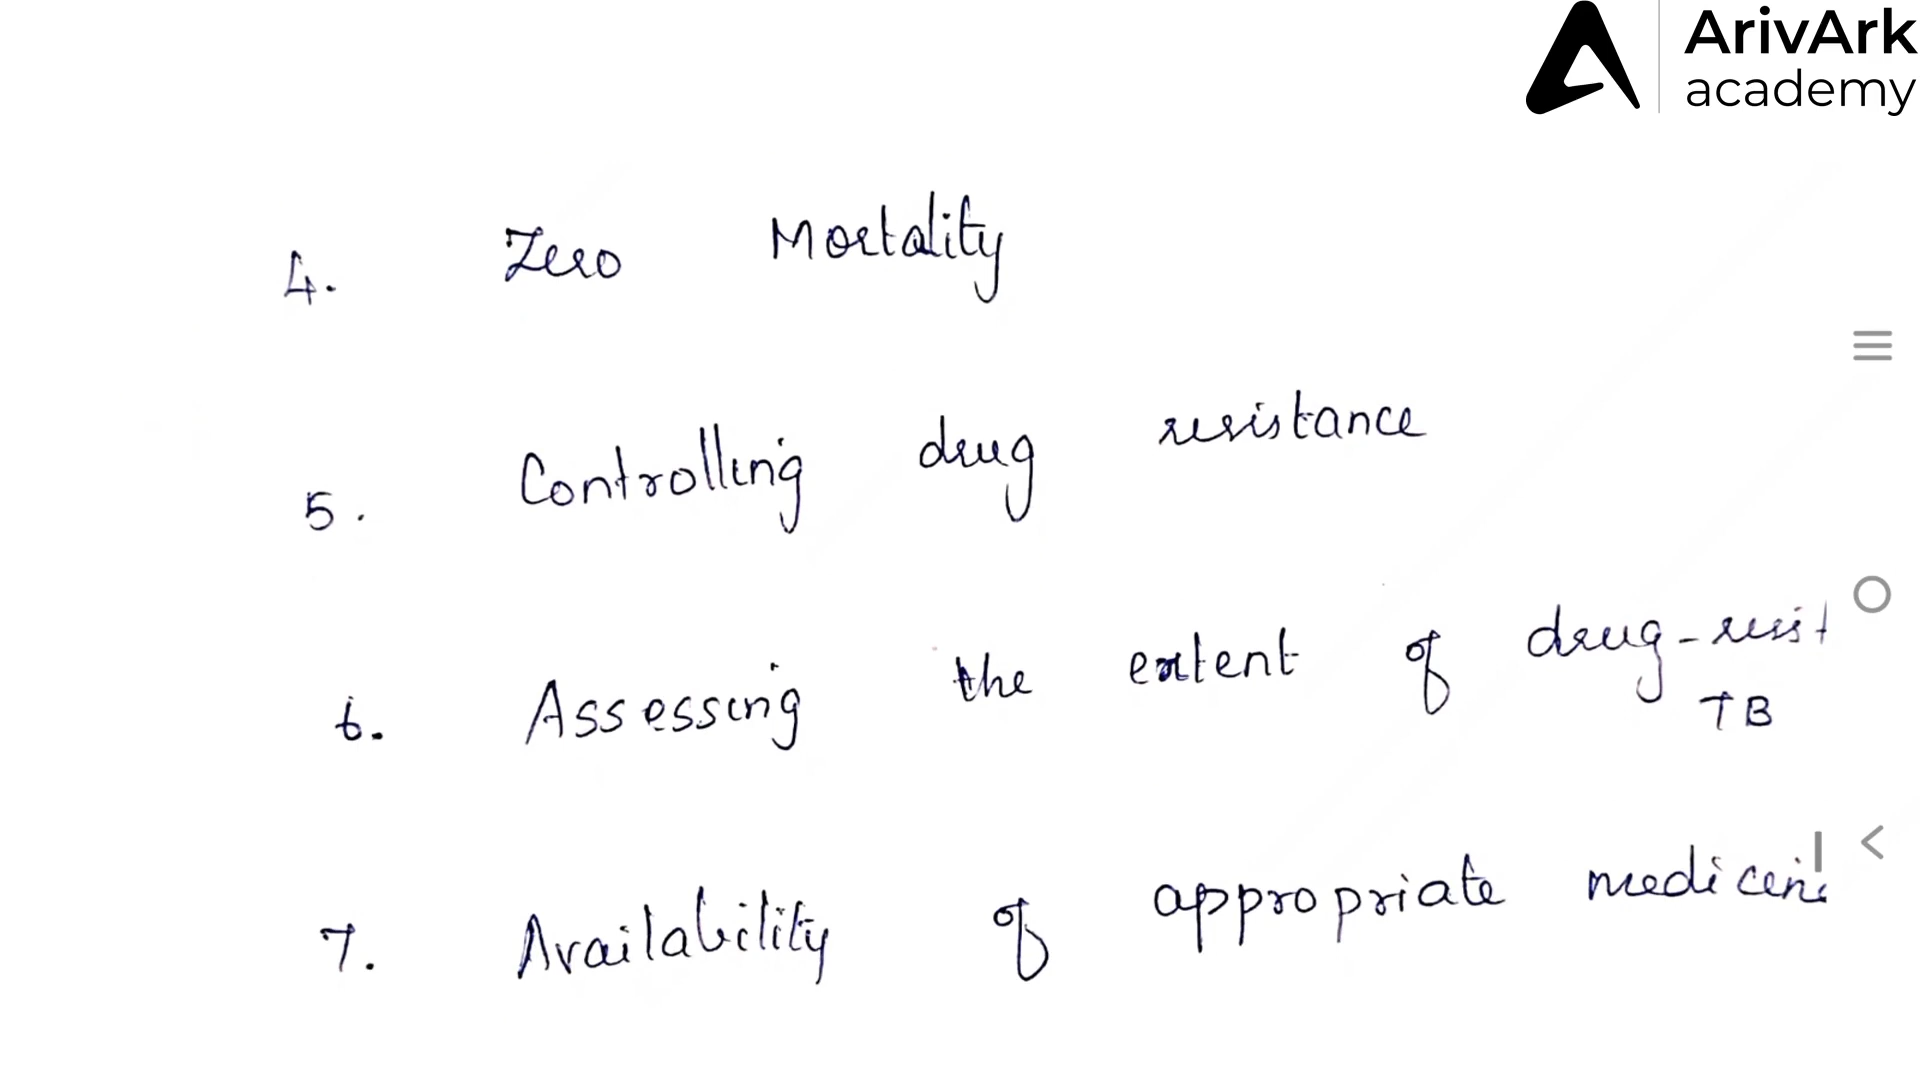 ArivArk
academy
4. Zero Mortality
5. Controlling drug resistance
6. Assessing the extent of drug-resist
TB
7. Availability of appropriate medicin